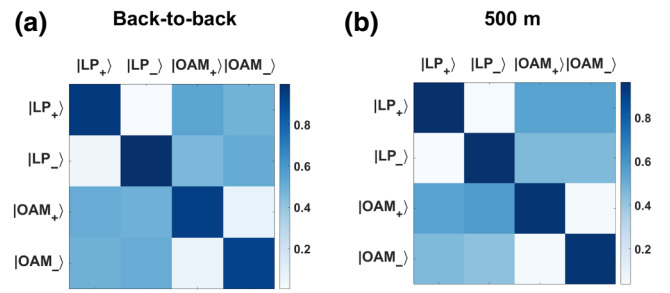 (a) Back-to-back
|LP₊⟩ |LP₋⟩ |OAM₊⟩ |OAM₋⟩
|LP₊⟩
|LP₋⟩
|OAM₊⟩
|OAM₋⟩
0.8
0.6
0.4
0.2
(b) 500 m
|LP₊⟩ |LP₋⟩ |OAM₊⟩ |OAM₋⟩
|LP₊⟩
|LP₋⟩
|OAM₊⟩
|OAM₋⟩
0.8
0.6
0.4
0.2